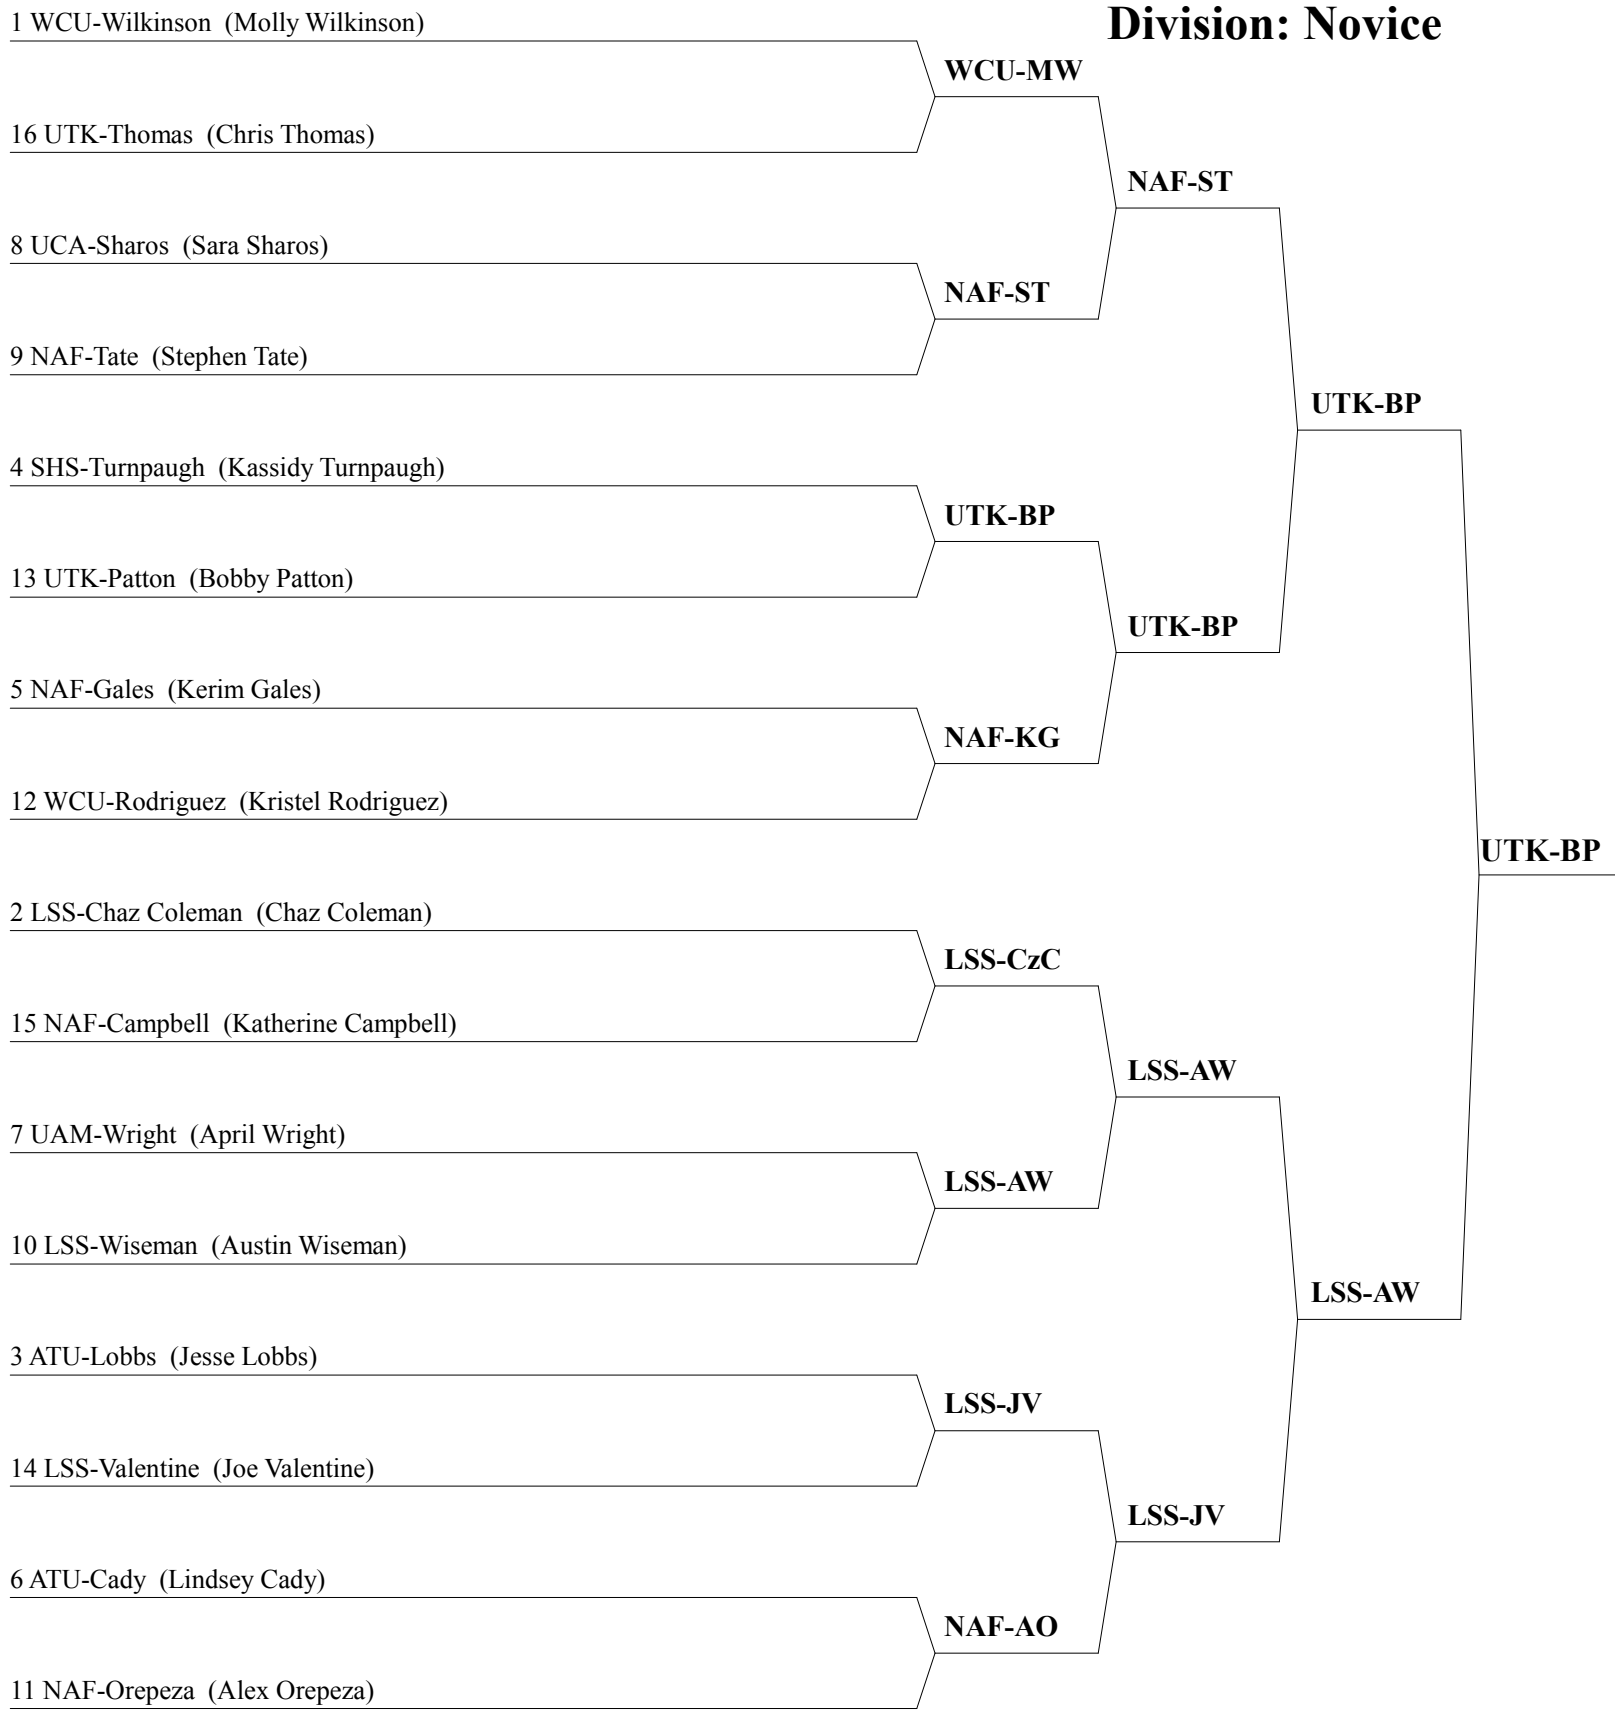 Division: Novice
1 WCU-Wilkinson (Molly Wilkinson)
WCU-MW
16 UTK-Thomas (Chris Thomas)
NAF-ST
8 UCA-Sharos (Sara Sharos)
NAF-ST
9 NAF-Tate (Stephen Tate)
UTK-BP
4 SHS-Turnpaugh (Kassidy Turnpaugh)
UTK-BP
13 UTK-Patton (Bobby Patton)
UTK-BP
5 NAF-Gales (Kerim Gales)
NAF-KG
12 WCU-Rodriguez (Kristel Rodriguez)
UTK-BP
2 LSS-Chaz Coleman (Chaz Coleman)
LSS-CzC
15 NAF-Campbell (Katherine Campbell)
LSS-AW
7 UAM-Wright (April Wright)
LSS-AW
10 LSS-Wiseman (Austin Wiseman)
LSS-AW
3 ATU-Lobbs (Jesse Lobbs)
LSS-JV
14 LSS-Valentine (Joe Valentine)
LSS-JV
6 ATU-Cady (Lindsey Cady)
NAF-AO
11 NAF-Orepeza (Alex Orepeza)